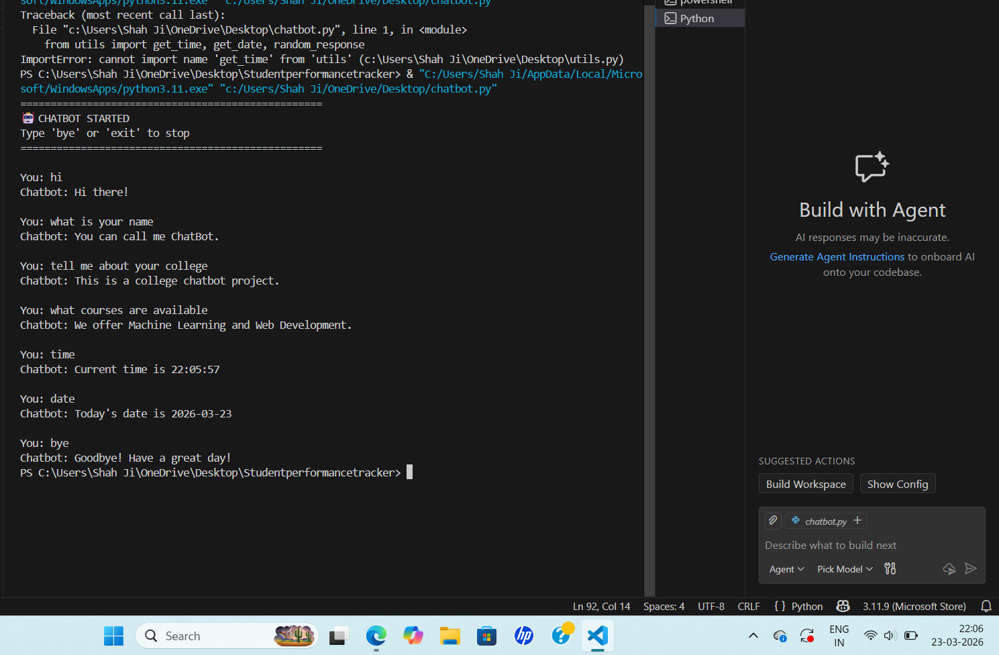 soft/WindowsApps/python3.11.exe" "c:/Users/Shah Ji/OneDrive/Desktop/chatbot.py"
Traceback (most recent call last):
  File "c:\Users\Shah Ji\OneDrive\Desktop\chatbot.py", line 1, in <module>
    from utils import get_time, get_date, random_response
ImportError: cannot import name 'get_time' from 'utils' (c:\Users\Shah Ji\OneDrive\Desktop\utils.py)
PS C:\Users\Shah Ji\OneDrive\Desktop\Studentperformancetracker> & "C:/Users/Shah Ji/AppData/Local/Micro
soft/WindowsApps/python3.11.exe" "c:/Users/Shah Ji/OneDrive/Desktop/chatbot.py"
==================================================
🤖 CHATBOT STARTED
Type 'bye' or 'exit' to stop
==================================================
You: hi
Chatbot: Hi there!
You: what is your name
Chatbot: You can call me ChatBot.
You: tell me about your college
Chatbot: This is a college chatbot project.
You: what courses are available
Chatbot: We offer Machine Learning and Web Development.
You: time
Chatbot: Current time is 22:05:57
You: date
Chatbot: Today's date is 2026-03-23
You: bye
Chatbot: Goodbye! Have a great day!
PS C:\Users\Shah Ji\OneDrive\Desktop\Studentperformancetracker>
powershell
Python
Build with Agent
AI responses may be inaccurate.
Generate Agent Instructions to onboard AI
onto your codebase.
SUGGESTED ACTIONS
Build Workspace
Show Config
chatbot.py
Describe what to build next
Agent
Pick Model
Ln 92, Col 14
Spaces: 4
UTF-8
CRLF
{ } Python
3.11.9 (Microsoft Store)
Search
hp
ENG
IN
22:06
23-03-2026